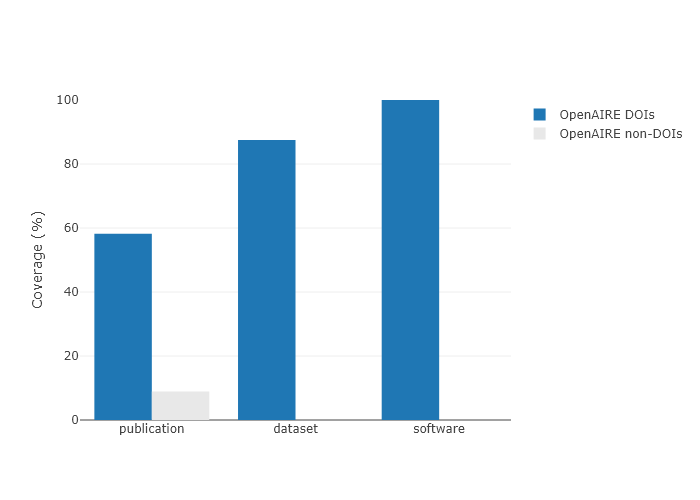 100
80
60
40
20
0
Coverage (%)
publication
dataset
software
OpenAIRE DOIs
OpenAIRE non-DOIs